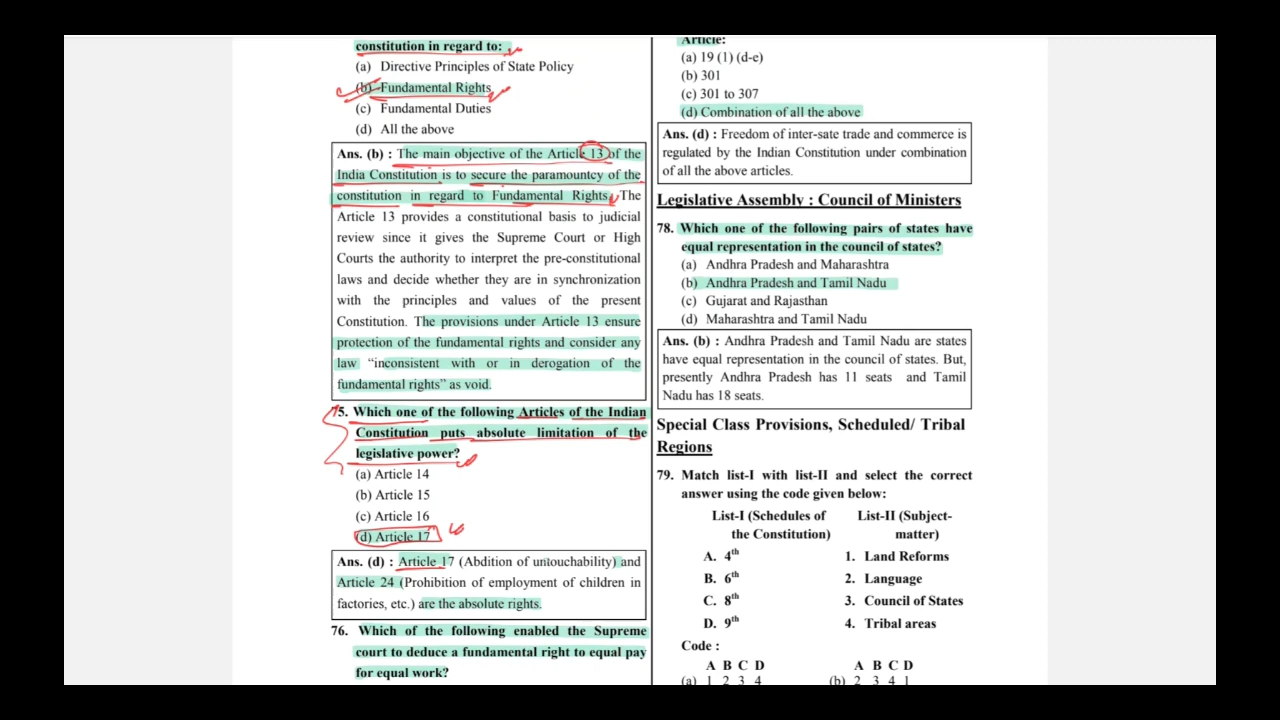 constitution in regard to:
(a) Directive Principles of State Policy
(b) Fundamental Rights
(c) Fundamental Duties
(d) All the above
Ans. (b) : The main objective of the Article 13 of the
India Constitution is to secure the paramountcy of the
constitution in regard to Fundamental Rights. The
Article 13 provides a constitutional basis to judicial
review since it gives the Supreme Court or High
Courts the authority to interpret the pre-constitutional
laws and decide whether they are in synchronization
with the principles and values of the present
Constitution. The provisions under Article 13 ensure
protection of the fundamental rights and consider any
law “inconsistent with or in derogation of the
fundamental rights” as void.
75. Which one of the following Articles of the Indian
Constitution puts absolute limitation of the
legislative power?
(a) Article 14
(b) Article 15
(c) Article 16
(d) Article 17
Ans. (d) : Article 17 (Abdition of untouchability) and
Article 24 (Prohibition of employment of children in
factories, etc.) are the absolute rights.
76. Which of the following enabled the Supreme
court to deduce a fundamental right to equal pay
for equal work?
Article:
(a) 19 (1) (d-e)
(b) 301
(c) 301 to 307
(d) Combination of all the above
Ans. (d) : Freedom of inter-sate trade and commerce is
regulated by the Indian Constitution under combination
of all the above articles.
Legislative Assembly : Council of Ministers
78. Which one of the following pairs of states have
equal representation in the council of states?
(a) Andhra Pradesh and Maharashtra
(b) Andhra Pradesh and Tamil Nadu
(c) Gujarat and Rajasthan
(d) Maharashtra and Tamil Nadu
Ans. (b) : Andhra Pradesh and Tamil Nadu are states
have equal representation in the council of states. But,
presently Andhra Pradesh has 11 seats and Tamil
Nadu has 18 seats.
Special Class Provisions, Scheduled/ Tribal
Regions
79. Match list-I with list-II and select the correct
answer using the code given below:
List-I (Schedules of List-II (Subject-
the Constitution) matter)
A. 4th 1. Land Reforms
B. 6th 2. Language
C. 8th 3. Council of States
D. 9th 4. Tribal areas
Code :
A B C D A B C D
(a) 1 2 3 4 (b) 2 3 4 1